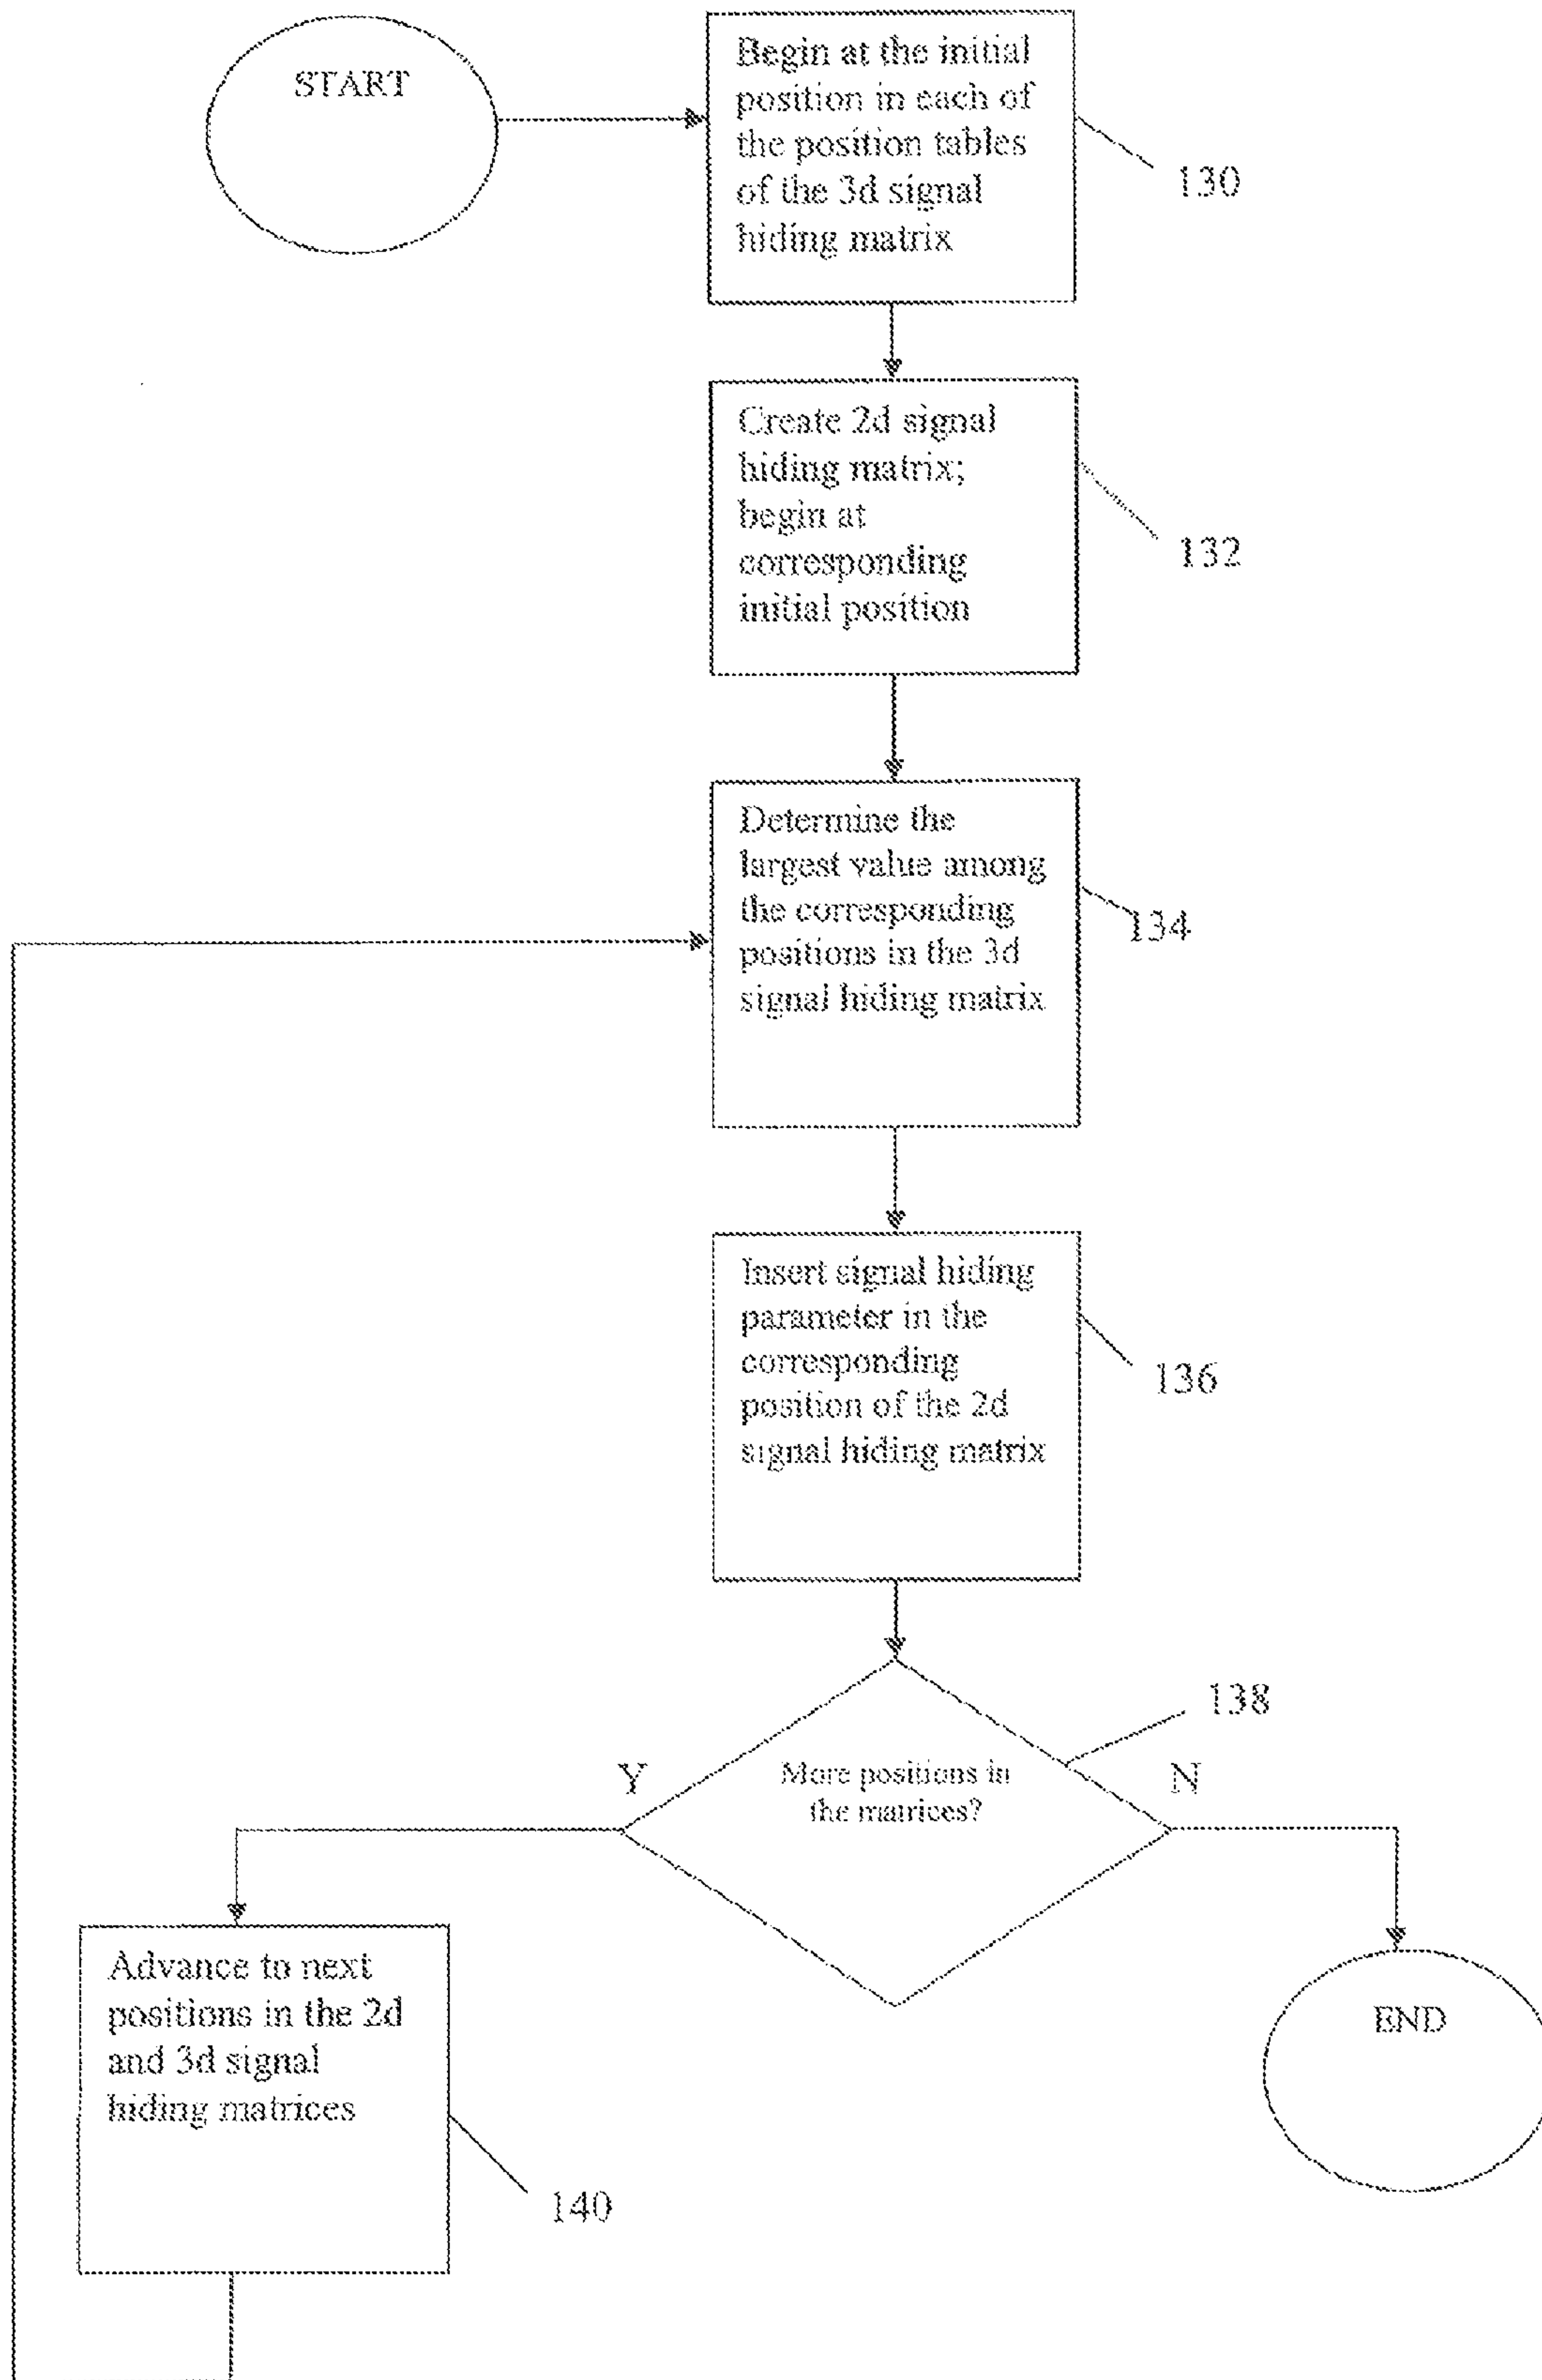 START
Begin at the initial
position in each of
the position tables
of the 3d signal
hiding matrix
130
Create 2d signal
hiding matrix;
begin at
corresponding
initial position
132
Determine the
largest value among
the corresponding
positions in the 3d
signal hiding matrix
134
Insert signal hiding
parameter in the
corresponding
position of the 2d
signal hiding matrix
136
138
Y
More positions in
the matrices?
N
Advance to next
positions in the 2d
and 3d signal
hiding matrices
140
END